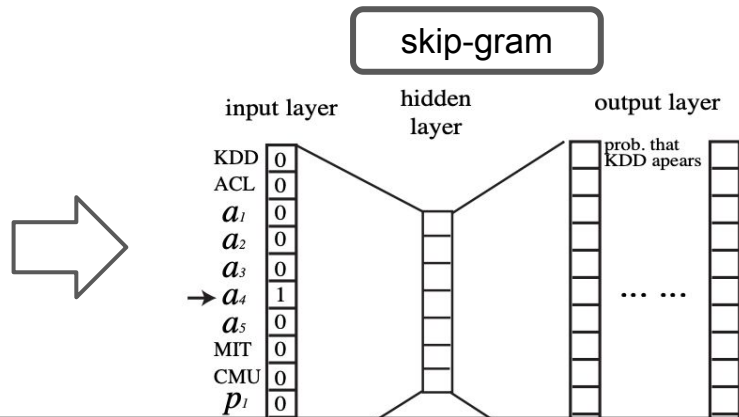 skip-gram
input layer
hidden
layer
output layer
prob. that
KDD apears
KDD 0
ACL 0
a1 0
a2 0
a3 0
→ a4 1
a5 0
MIT 0
CMU 0
p1 0
... ...